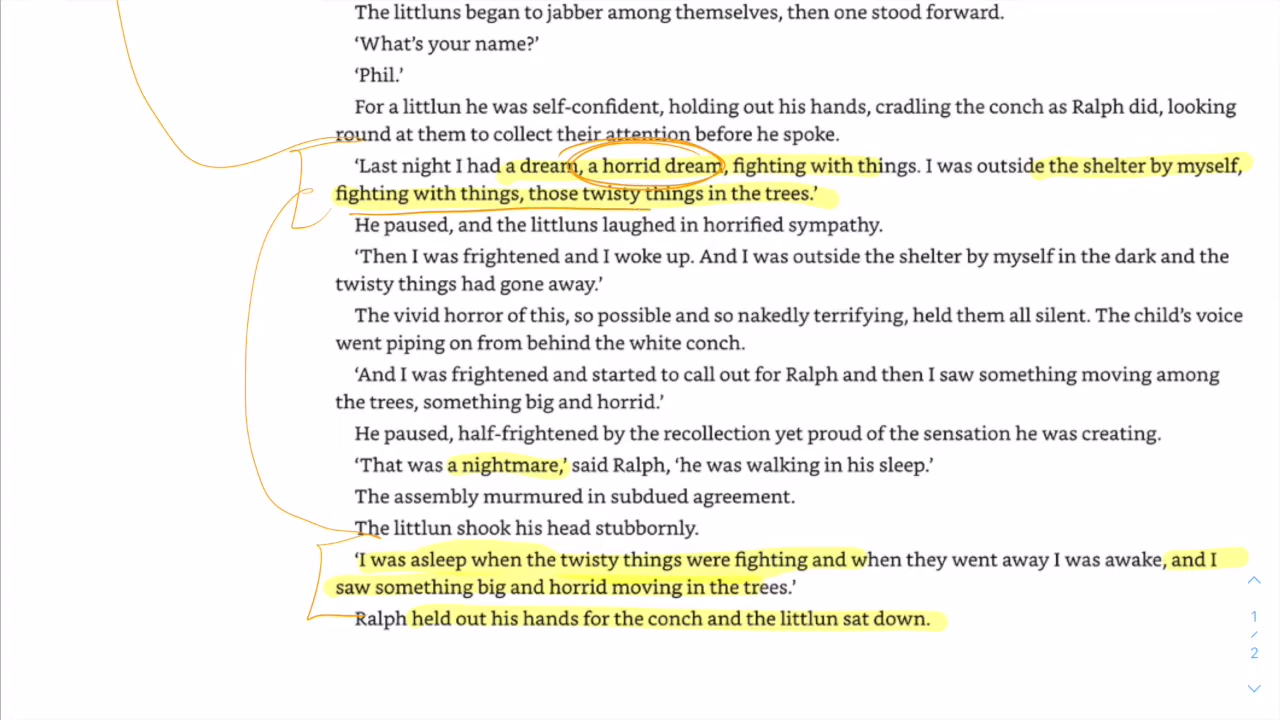 The littluns began to jabber among themselves, then one stood forward.
‘What’s your name?’
‘Phil.’
For a littlun he was self-confident, holding out his hands, cradling the conch as Ralph did, looking
round at them to collect their attention before he spoke.
‘Last night I had a dream, a horrid dream, fighting with things. I was outside the shelter by myself,
fighting with things, those twisty things in the trees.’
He paused, and the littluns laughed in horrified sympathy.
‘Then I was frightened and I woke up. And I was outside the shelter by myself in the dark and the
twisty things had gone away.’
The vivid horror of this, so possible and so nakedly terrifying, held them all silent. The child’s voice
went piping on from behind the white conch.
‘And I was frightened and started to call out for Ralph and then I saw something moving among
the trees, something big and horrid.’
He paused, half-frightened by the recollection yet proud of the sensation he was creating.
‘That was a nightmare,’ said Ralph, ‘he was walking in his sleep.’
The assembly murmured in subdued agreement.
The littlun shook his head stubbornly.
‘I was asleep when the twisty things were fighting and when they went away I was awake, and I
saw something big and horrid moving in the trees.’
Ralph held out his hands for the conch and the littlun sat down.
1
/
2